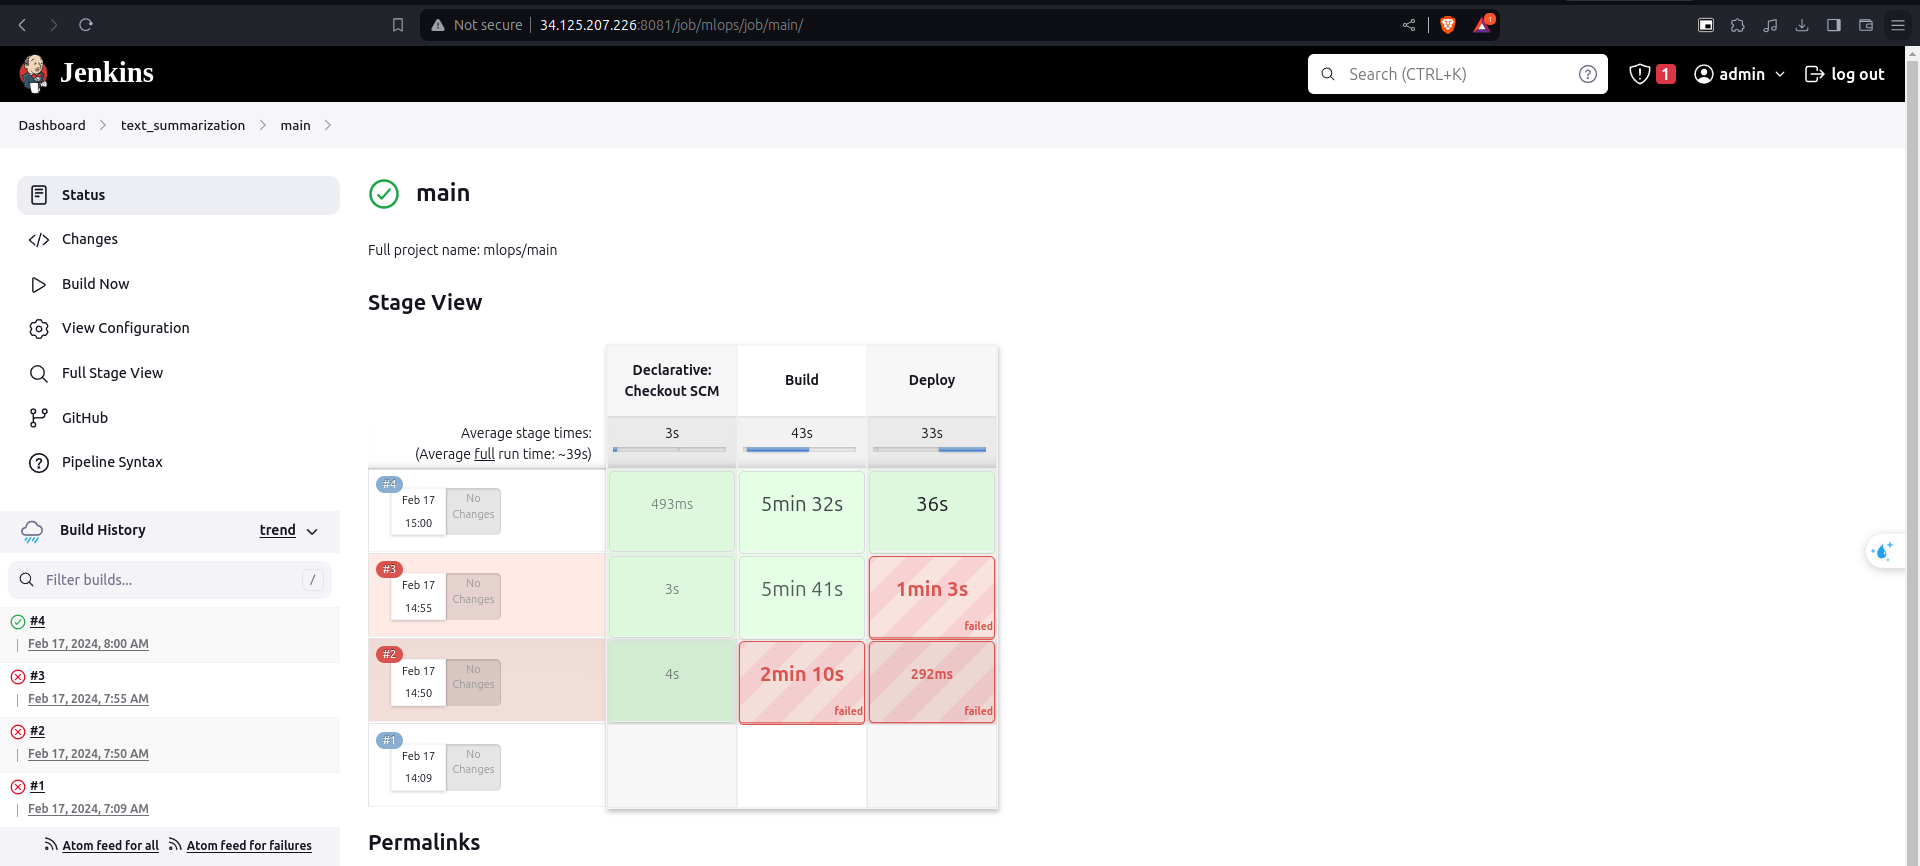 Not secure
34.125.207.226:8081/job/mlops/job/main/
1
Jenkins
Search (CTRL+K)
1
admin
log out
Dashboard
text_summarization
main
Status
Changes
Build Now
View Configuration
Full Stage View
GitHub
Pipeline Syntax
Build History
trend
Filter builds...
/
#4
Feb 17, 2024, 8:00 AM
#3
Feb 17, 2024, 7:55 AM
#2
Feb 17, 2024, 7:50 AM
#1
Feb 17, 2024, 7:09 AM
Atom feed for all
Atom feed for failures
main
Full project name: mlops/main
Stage View
Declarative:
Checkout SCM
Build
Deploy
Average stage times:
(Average full run time: ~39s)
3s
43s
33s
#4
Feb 17
15:00
No
Changes
493ms
5min 32s
36s
#3
Feb 17
14:55
No
Changes
3s
5min 41s
1min 3s
failed
#2
Feb 17
14:50
No
Changes
4s
2min 10s
failed
292ms
failed
#1
Feb 17
14:09
No
Changes
Permalinks